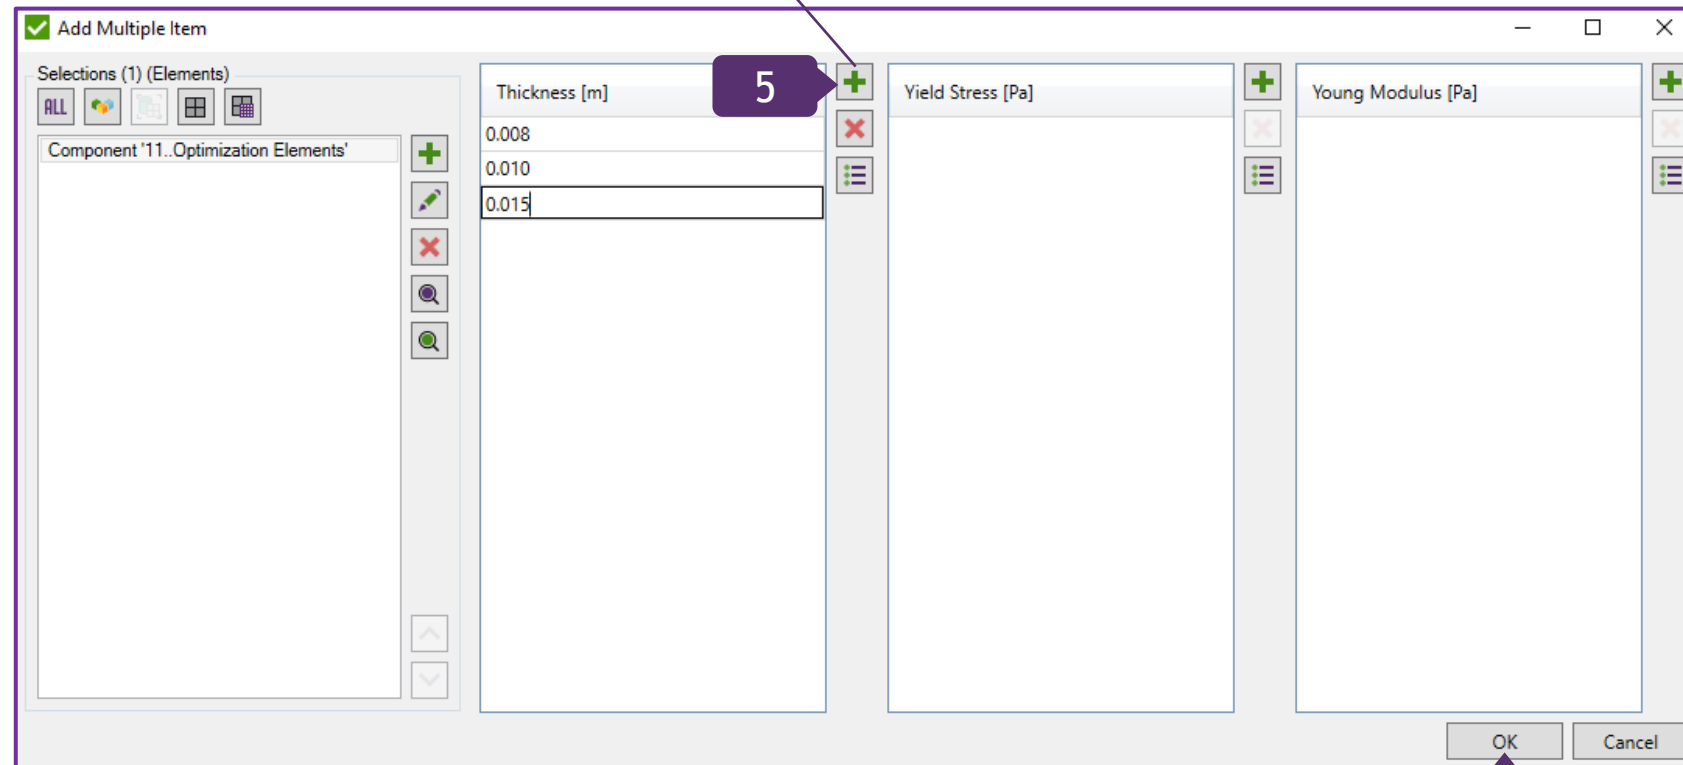 Add Multiple Item
Selections (1) (Elements)
ALL
Component '11..Optimization Elements'
Thickness [m]
5
0.008
0.010
0.015
Yield Stress [Pa]
Young Modulus [Pa]
OK
Cancel